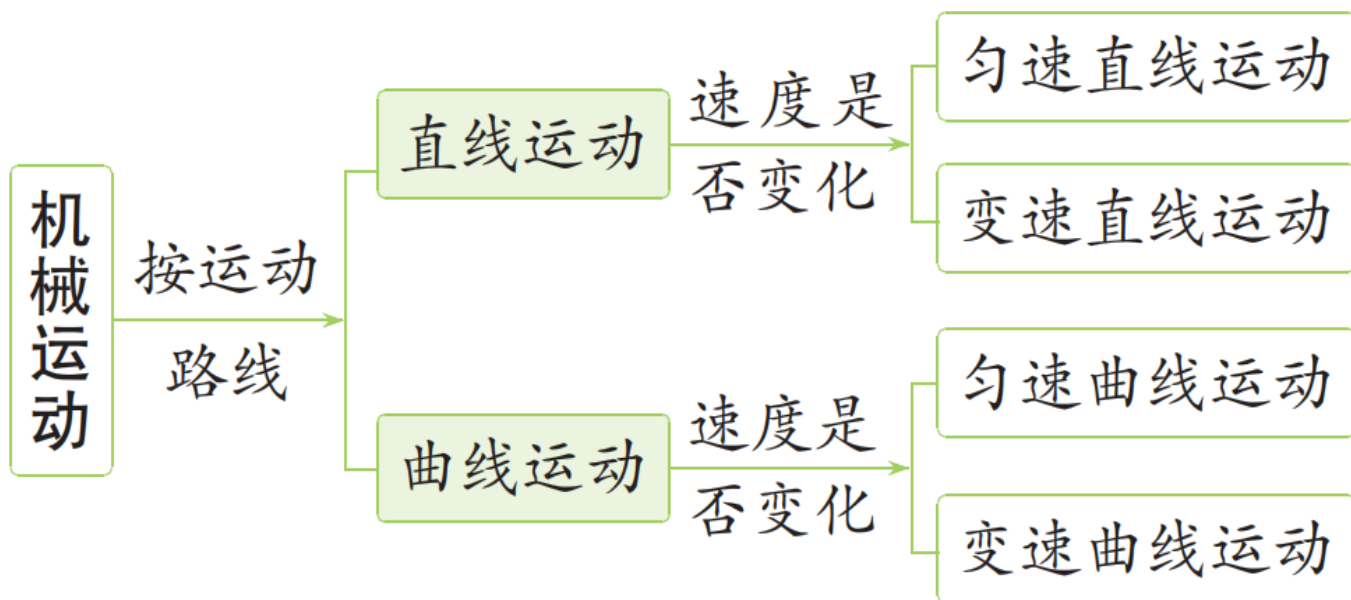 机械运动
按运动
路线
直线运动
速度是
否变化
匀速直线运动
变速直线运动
曲线运动
速度是
否变化
匀速曲线运动
变速曲线运动